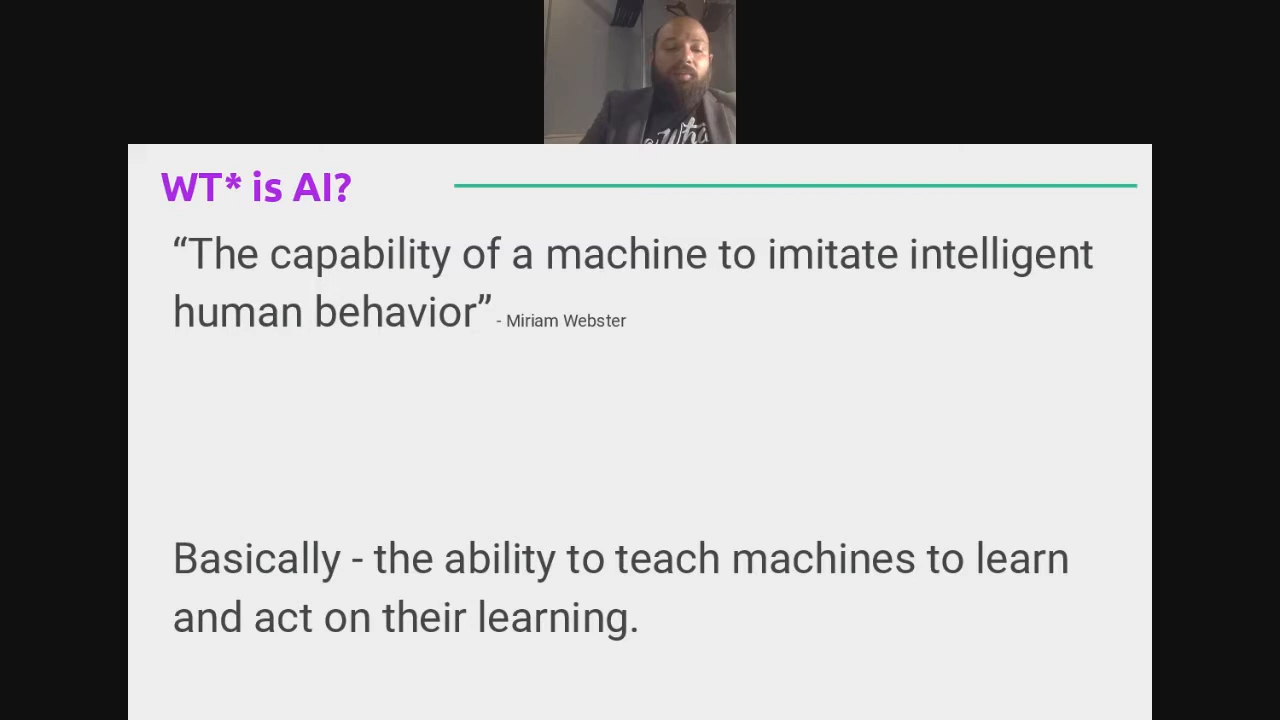 WT* is AI?
“The capability of a machine to imitate intelligent
human behavior” - Miriam Webster
Basically - the ability to teach machines to learn
and act on their learning.